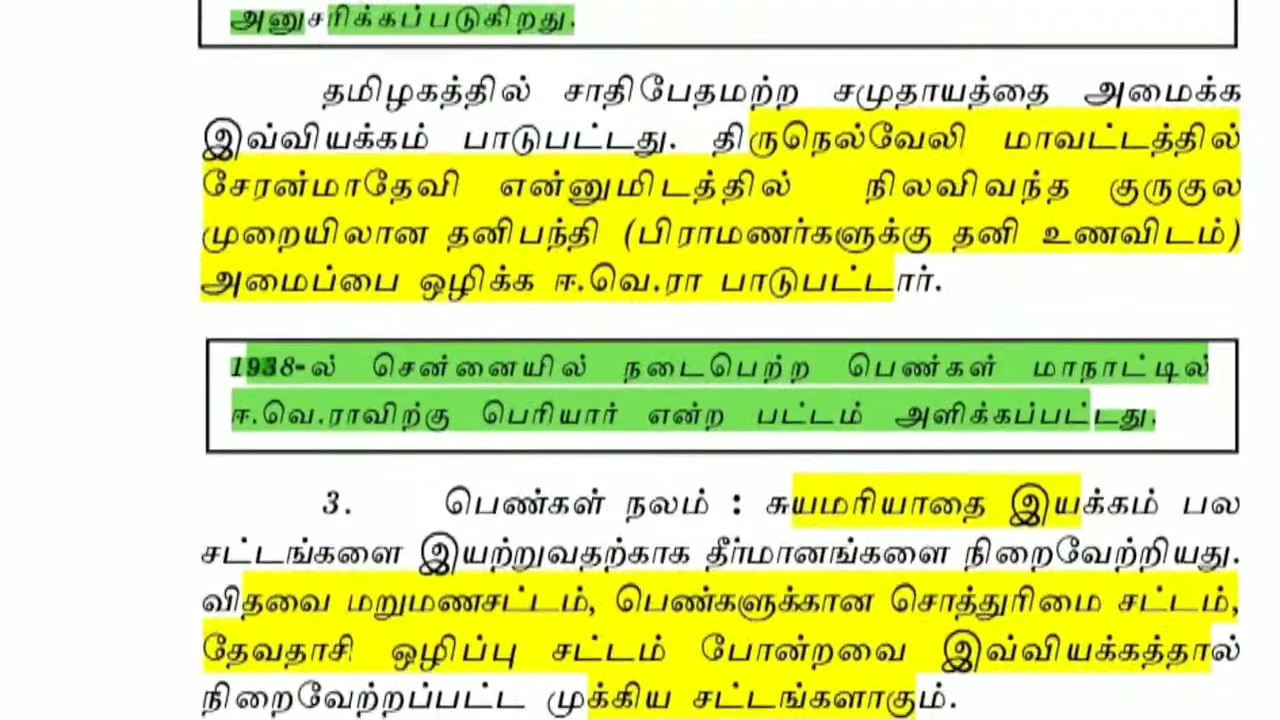 அனுசரிக்கப்படுகிறது.
தமிழகத்தில் சாதிபேதமற்ற சமுதாயத்தை அமைக்க
இவ்வியக்கம் பாடுபட்டது. திருநெல்வேலி மாவட்டத்தில்
சேரன்மாதேவி என்னுமிடத்தில் நிலவிவந்த குருகுல
முறையிலான தனிபந்தி (பிராமணர்களுக்கு தனி உணவிடம்)
அமைப்பை ஒழிக்க ஈ.வெ.ரா பாடுபட்டார்.
1938-ல் சென்னையில் நடைபெற்ற பெண்கள் மாநாட்டில்
ஈ.வெ.ராவிற்கு பெரியார் என்ற பட்டம் அளிக்கப்பட்டது.
3. பெண்கள் நலம் : சுயமரியாதை இயக்கம் பல
சட்டங்களை இயற்றுவதற்காக தீர்மானங்களை நிறைவேற்றியது.
விதவை மறுமணசட்டம், பெண்களுக்கான சொத்துரிமை சட்டம்,
தேவதாசி ஒழிப்பு சட்டம் போன்றவை இவ்வியக்கத்தால்
நிறைவேற்றப்பட்ட முக்கிய சட்டங்களாகும்.